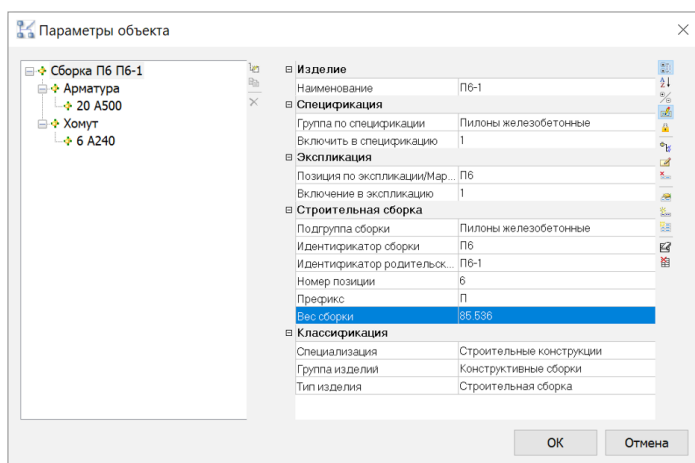 Параметры объекта
Сборка П6 П6-1
Арматура
20 А500
Хомут
6 А240
Изделие
Наименование П6-1
Спецификация
Группа по спецификации Пилоны железобетонные
Включить в спецификацию 1
Экспликация
Позиция по экспликации/Мар... П6
Включение в экспликацию 1
Строительная сборка
Подгруппа сборки Пилоны железобетонные
Идентификатор сборки П6
Идентификатор родительск... П6-1
Номер позиции 6
Префикс П
Вес сборки 85.536
Классификация
Специализация Строительные конструкции
Группа изделий Конструктивные сборки
Тип изделия Строительная сборка
ОК Отмена